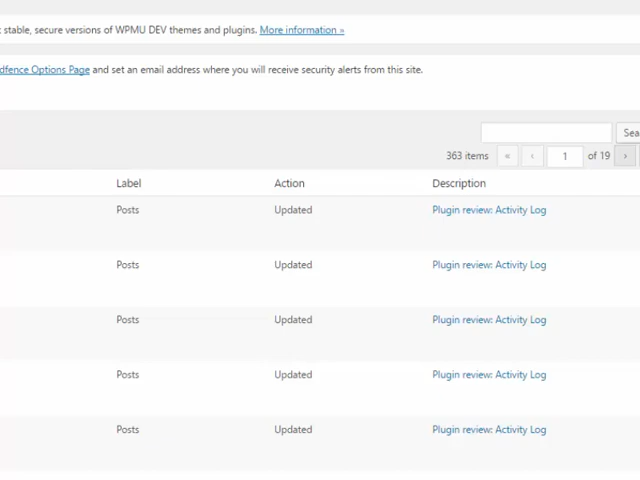 stable, secure versions of WPMU DEV themes and plugins. More information »
dfence Options Page and set an email address where you will receive security alerts from this site.
Sea
363 items « ‹ 1 of 19 ›
Label Action Description
Posts Updated Plugin review: Activity Log
Posts Updated Plugin review: Activity Log
Posts Updated Plugin review: Activity Log
Posts Updated Plugin review: Activity Log
Posts Updated Plugin review: Activity Log